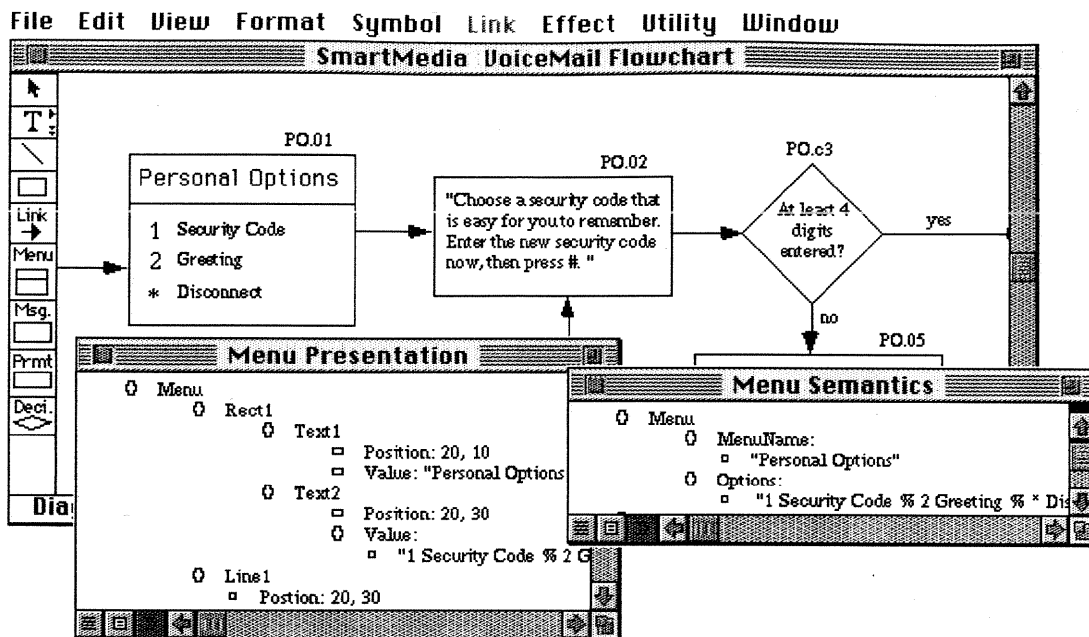 File Edit View Format Symbol Link Effect Utility Window
SmartMedia VoiceMail Flowchart
T
Link
Menu
Msg.
Prmt
Deci.
PO.01
Personal Options
1 Security Code
2 Greeting
* Disconnect
PO.02
"Choose a security code that
is easy for you to remember.
Enter the new security code
now, then press #. "
PO.c3
At least 4
digits
entered?
yes
no
PO.05
Menu Presentation
Menu
Rect1
Text1
Position: 20, 10
Value: "Personal Options
Text2
Position: 20, 30
Value:
"1 Security Code % 2 G
Line1
Postion: 20, 30
Menu Semantics
Menu
MenuName:
"Personal Options"
Options:
"1 Security Code % 2 Greeting % * Dis